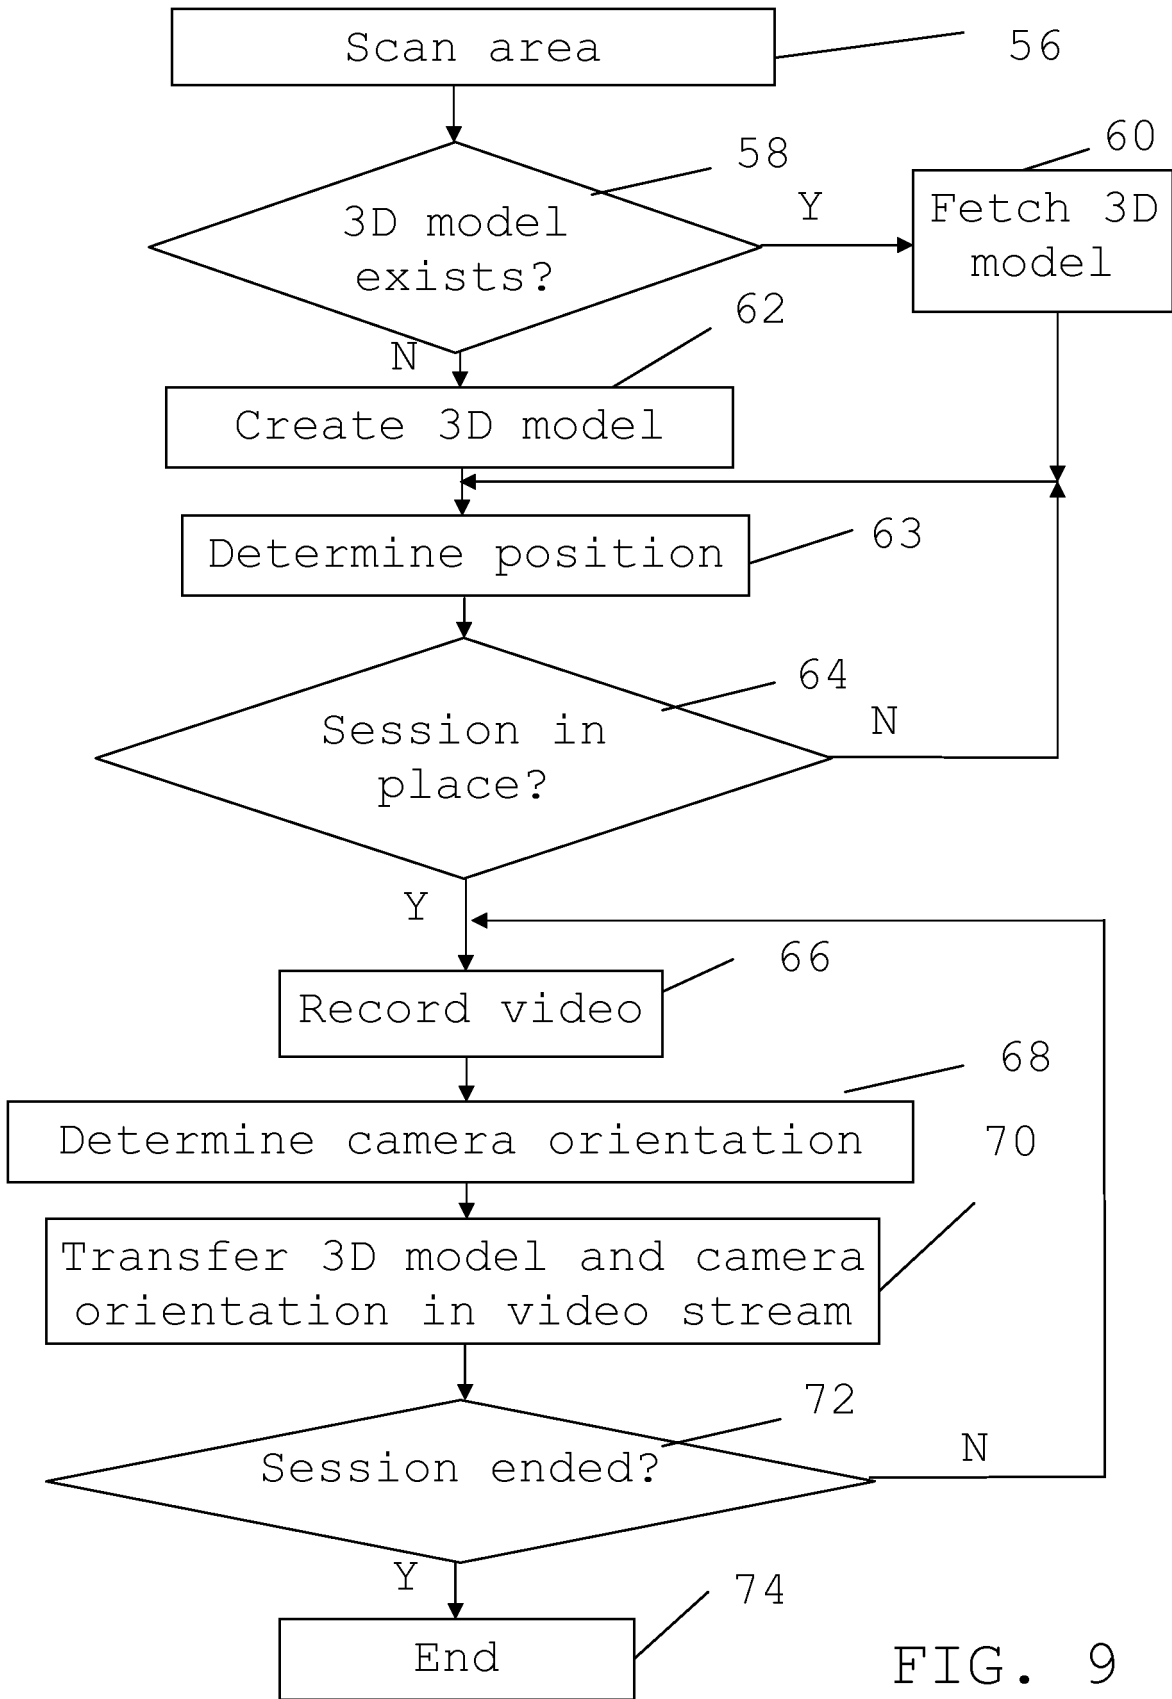 Scan area
56
58
60
3D model
exists?
Y
Fetch 3D
model
N
62
Create 3D model
Determine position
63
64
Session in
place?
N
Y
66
Record video
68
Determine camera orientation
70
Transfer 3D model and camera
orientation in video stream
72
Session ended?
N
Y
74
End
FIG. 9